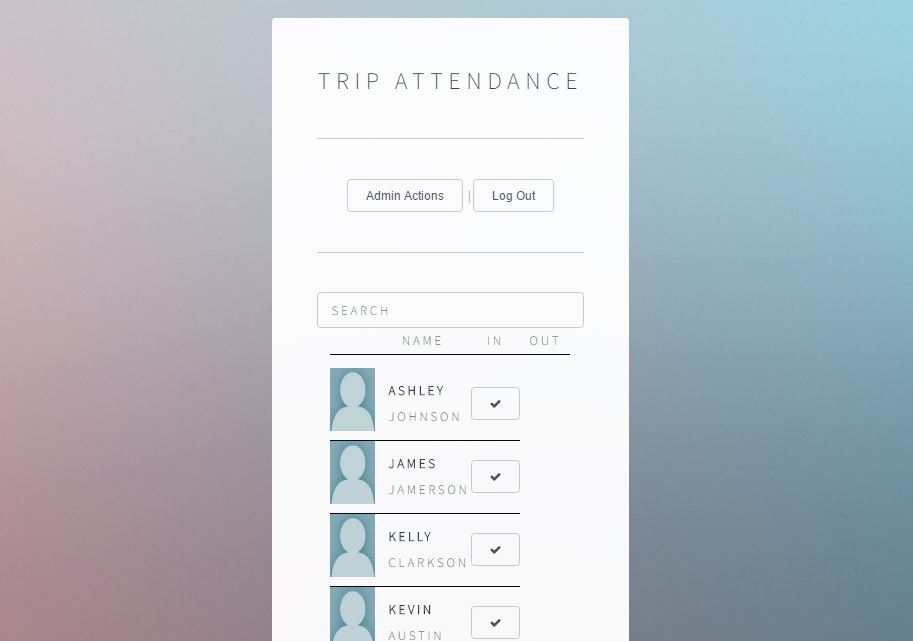 TRIP ATTENDANCE
Admin Actions | Log Out
SEARCH
NAME IN OUT
ASHLEY
JOHNSON
JAMES
JAMERSON
KELLY
CLARKSON
KEVIN
AUSTIN